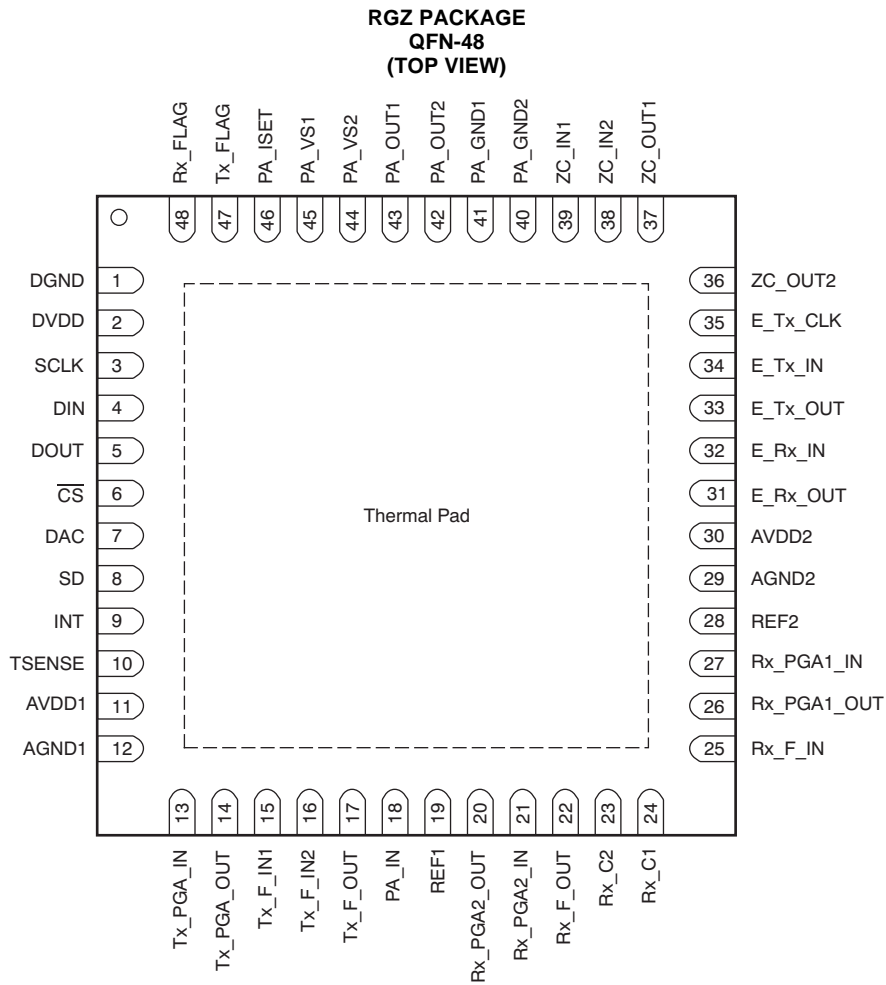 RGZ PACKAGE
QFN-48
(TOP VIEW)
Rx_FLAG
Tx_FLAG
PA_ISET
PA_VS1
PA_VS2
PA_OUT1
PA_OUT2
PA_GND1
PA_GND2
ZC_IN1
ZC_IN2
ZC_OUT1
48
47
46
45
44
43
42
41
40
39
38
37
DGND 1
DVDD 2
SCLK 3
DIN 4
DOUT 5
C̅S̅ 6
DAC 7
SD 8
INT 9
TSENSE 10
AVDD1 11
AGND1 12
Thermal Pad
36 ZC_OUT2
35 E_Tx_CLK
34 E_Tx_IN
33 E_Tx_OUT
32 E_Rx_IN
31 E_Rx_OUT
30 AVDD2
29 AGND2
28 REF2
27 Rx_PGA1_IN
26 Rx_PGA1_OUT
25 Rx_F_IN
13
14
15
16
17
18
19
20
21
22
23
24
Tx_PGA_IN
Tx_PGA_OUT
Tx_F_IN1
Tx_F_IN2
Tx_F_OUT
PA_IN
REF1
Rx_PGA2_OUT
Rx_PGA2_IN
Rx_F_OUT
Rx_C2
Rx_C1